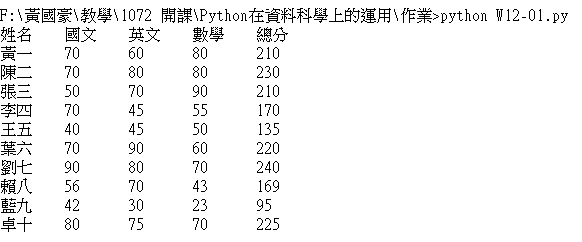 F:\黃國豪\教學\1072 開課\Python在資料科學上的運用\作業>python W12-01.py
姓名 國文 英文 數學 總分
黃一 70 60 80 210
陳二 70 80 80 230
張三 50 70 90 210
李四 70 45 55 170
王五 40 45 50 135
葉六 70 90 60 220
劉七 90 80 70 240
賴八 56 70 43 169
藍九 42 30 23 95
卓十 80 75 70 225